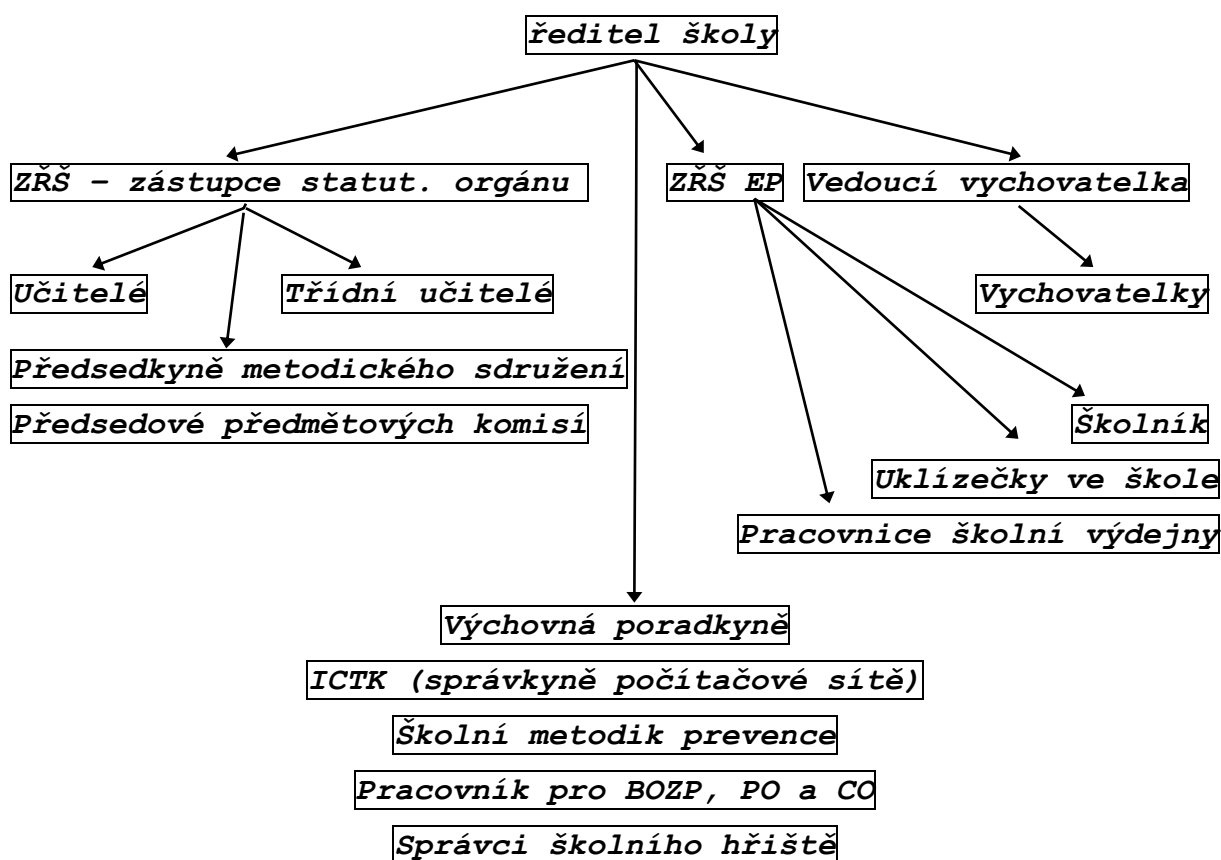 ředitel školy
ZŘŠ – zástupce statut. orgánu
ZŘŠ EP
Vedoucí vychovatelka
Učitelé
Třídní učitelé
Vychovatelky
Předsedkyně metodického sdružení
Předsedové předmětových komisí
Školník
Uklízečky ve škole
Pracovnice školní výdejny
Výchovná poradkyně
ICTK (správkyně počítačové sítě)
Školní metodik prevence
Pracovník pro BOZP, PO a CO
Správci školního hřiště